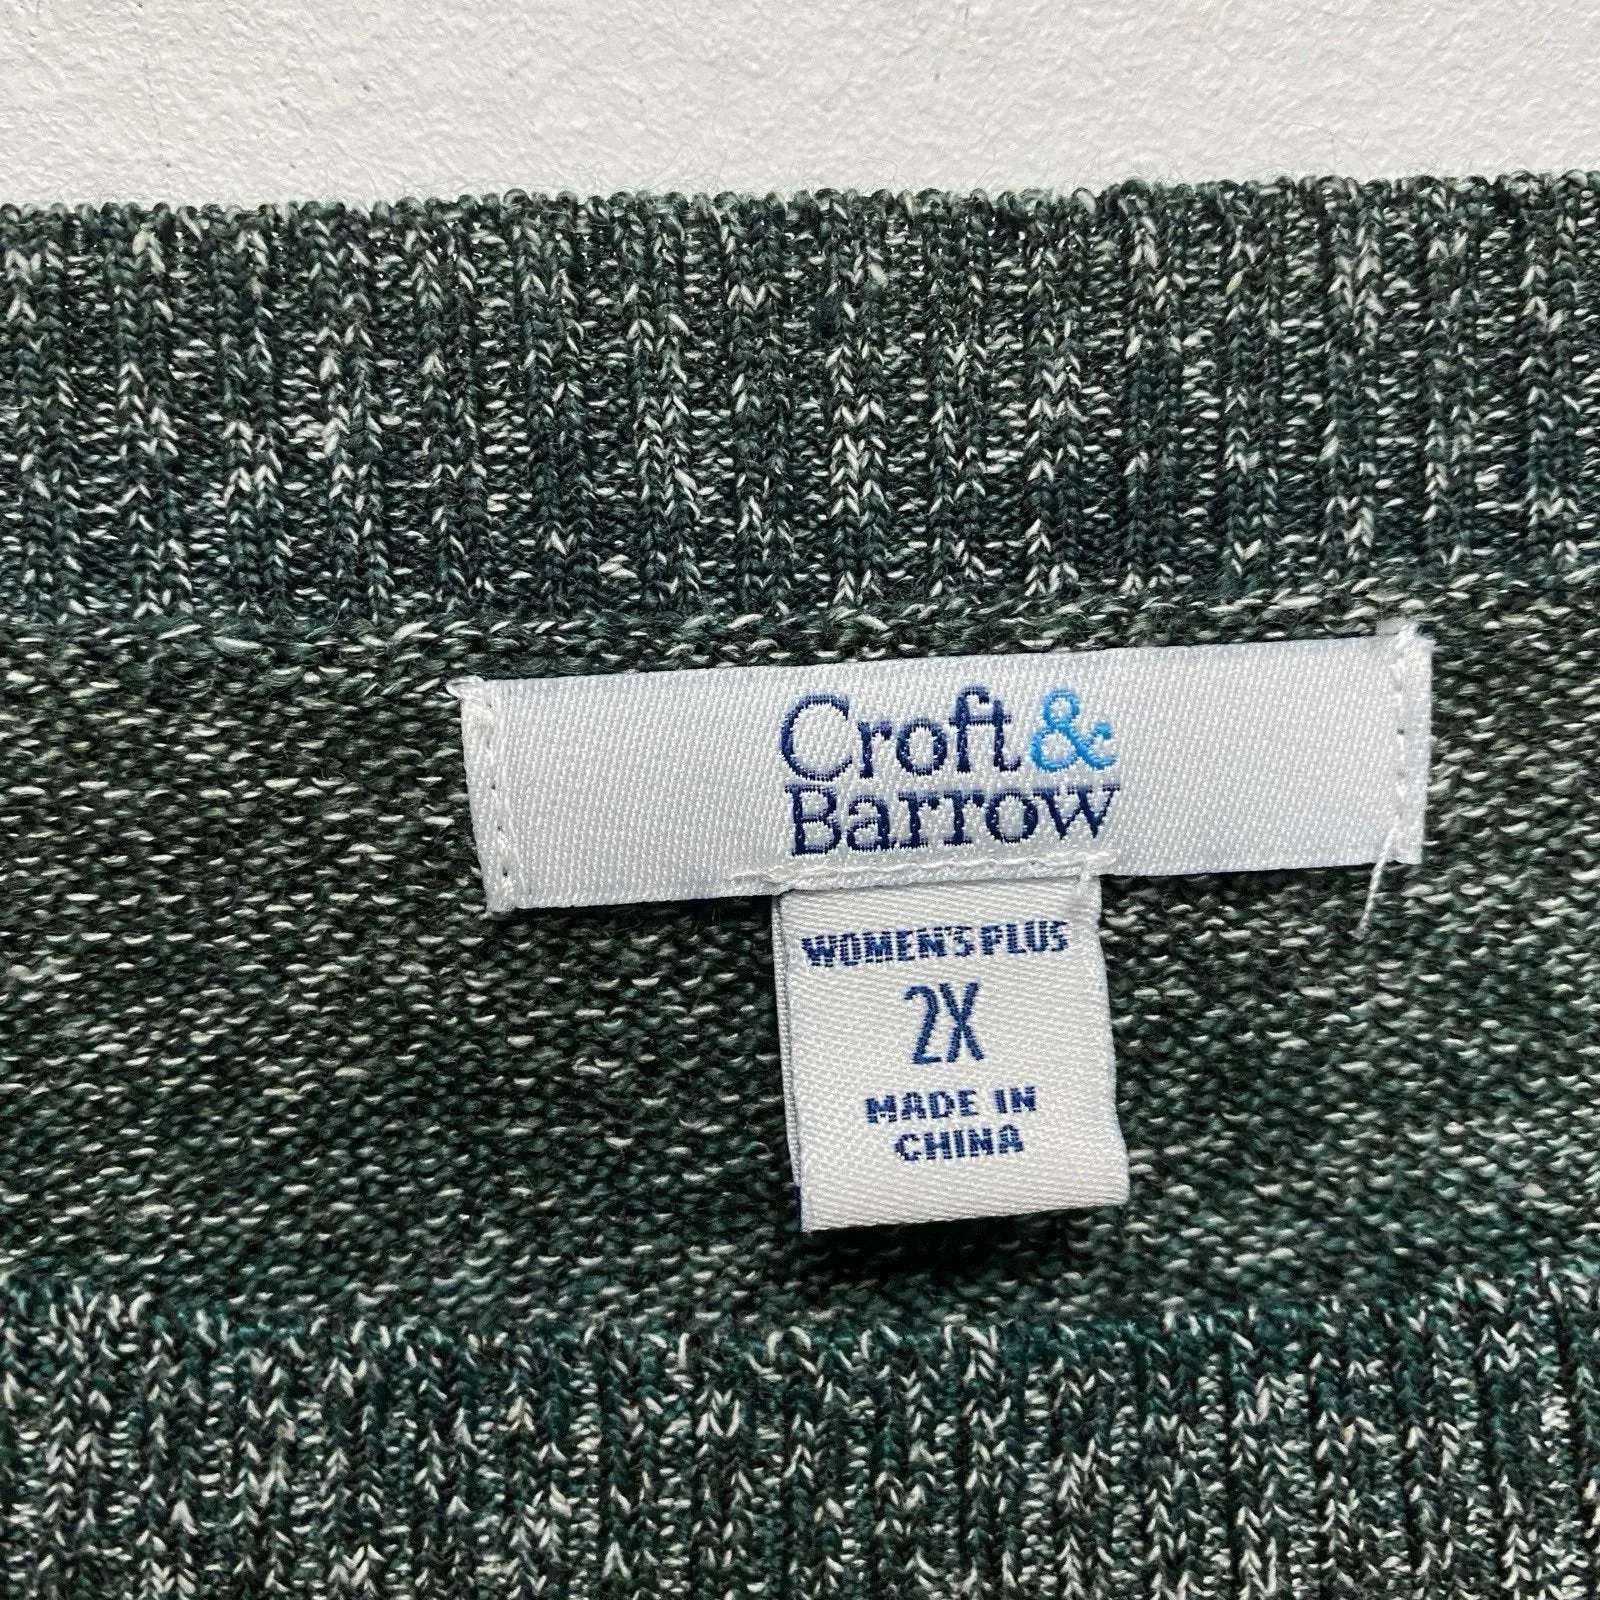 Croft &
Barrow
WOMEN'S PLUS
2X
MADE IN
CHINA